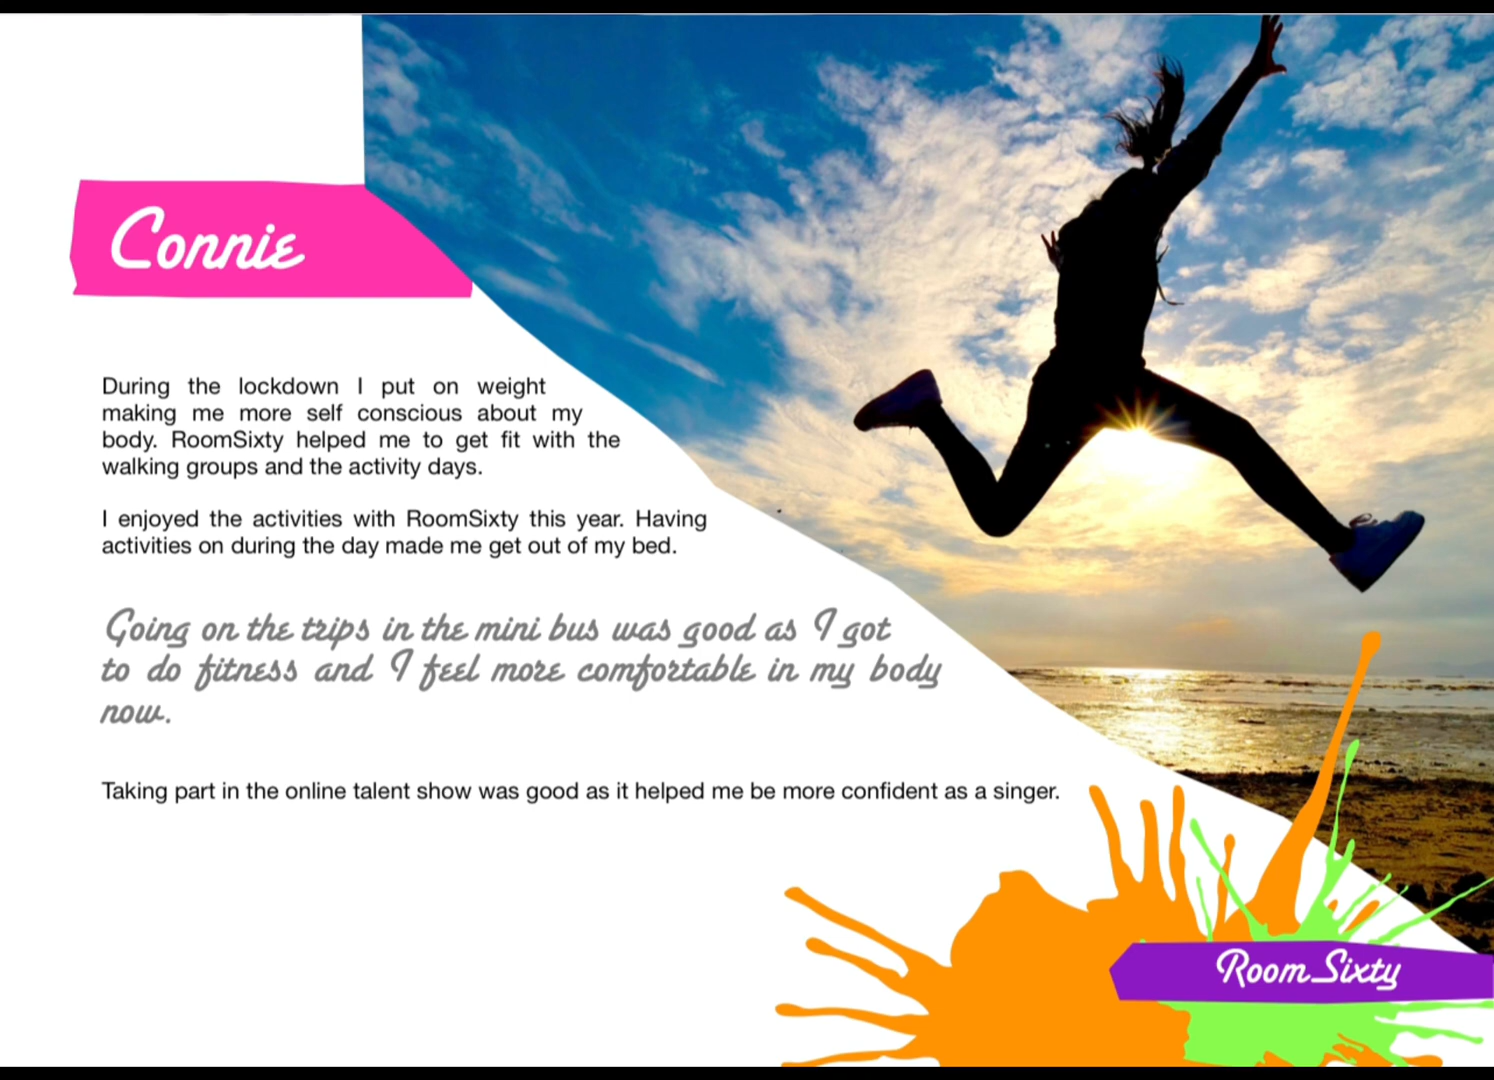 Connie
During the lockdown I put on weight
making me more self conscious about my
body. RoomSixty helped me to get fit with the
walking groups and the activity days.
I enjoyed the activities with RoomSixty this year. Having
activities on during the day made me get out of my bed.
Going on the trips in the mini bus was good as I got
to do fitness and I feel more comfortable in my body
now.
Taking part in the online talent show was good as it helped me be more confident as a singer.
Room Sixty